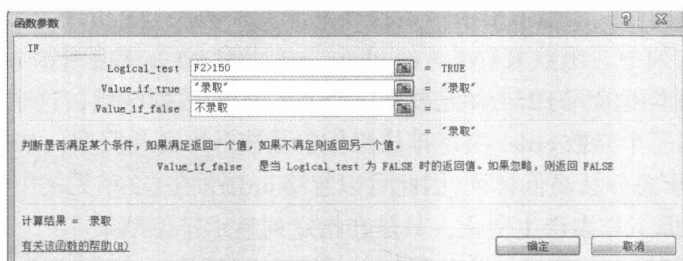 函数参数
IF
Logical_test F2>150 = TRUE
Value_if_true "录取" = "录取"
Value_if_false 不录取 =
= "录取"
判断是否满足某个条件，如果满足返回一个值，如果不满足则返回另一个值。
Value_if_false 是当 Logical_test 为 FALSE 时的返回值。如果忽略，则返回 FALSE
计算结果 = 录取
有关该函数的帮助(H)
确定 取消